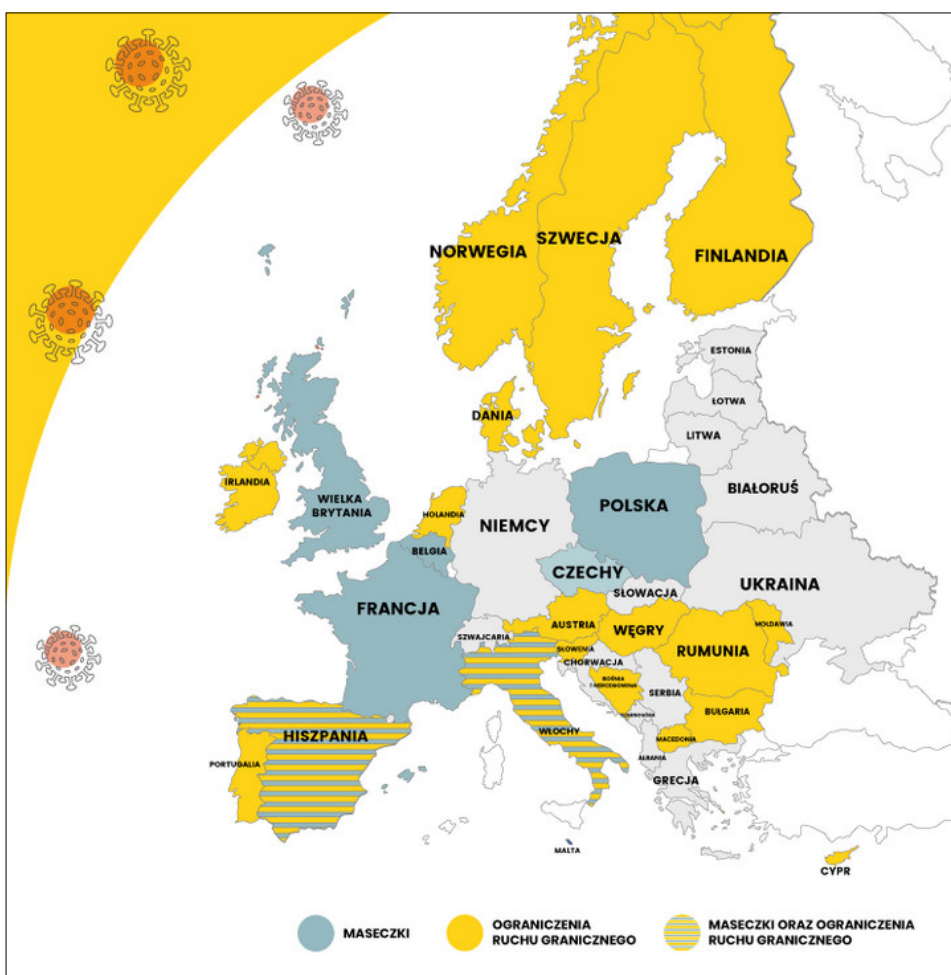 NORWEGIA
SZWECJA
FINLANDIA
ESTONIA
ŁOTWA
LITWA
DANIA
BIAŁORUŚ
IRLANDIA
WIELKA
BRYTANIA
HOLANDIA
NIEMCY
POLSKA
BELGIA
CZECHY
SŁOWACJA
UKRAINA
FRANCJA
SZWAJCARIA
AUSTRIA
WĘGRY
MOŁDAWIA
SŁOWENIA
RUMUNIA
CHORWACJA
BOŚNIA
I HERCEGOWINA
SERBIA
CZARNOGÓRA
BUŁGARIA
HISZPANIA
WŁOCHY
MACEDONIA
PORTUGALIA
ALBANIA
GRECJA
MALTA
CYPR
MASECZKI
OGRANICZENIA
RUCHU GRANICZNEGO
MASECZKI ORAZ OGRANICZENIA
RUCHU GRANICZNEGO